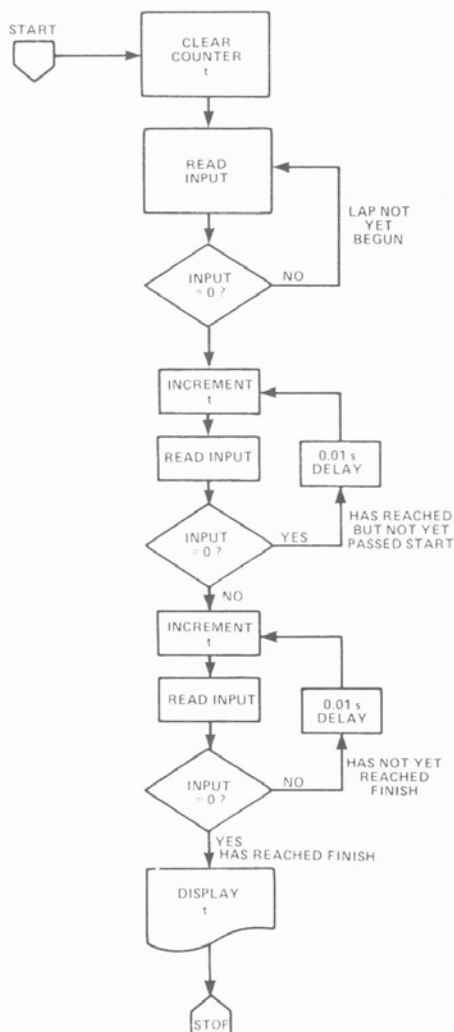 START
CLEAR
COUNTER
t
READ
INPUT
LAP NOT
YET
BEGUN
INPUT
= 0 ?
NO
INCREMENT
t
READ INPUT
0.01 s
DELAY
INPUT
= 0 ?
YES
HAS REACHED
BUT NOT YET
PASSED START
NO
INCREMENT
t
READ INPUT
0.01 s
DELAY
INPUT
= 0 ?
NO
HAS NOT YET
REACHED
FINISH
YES
HAS REACHED FINISH
DISPLAY
t
STOP